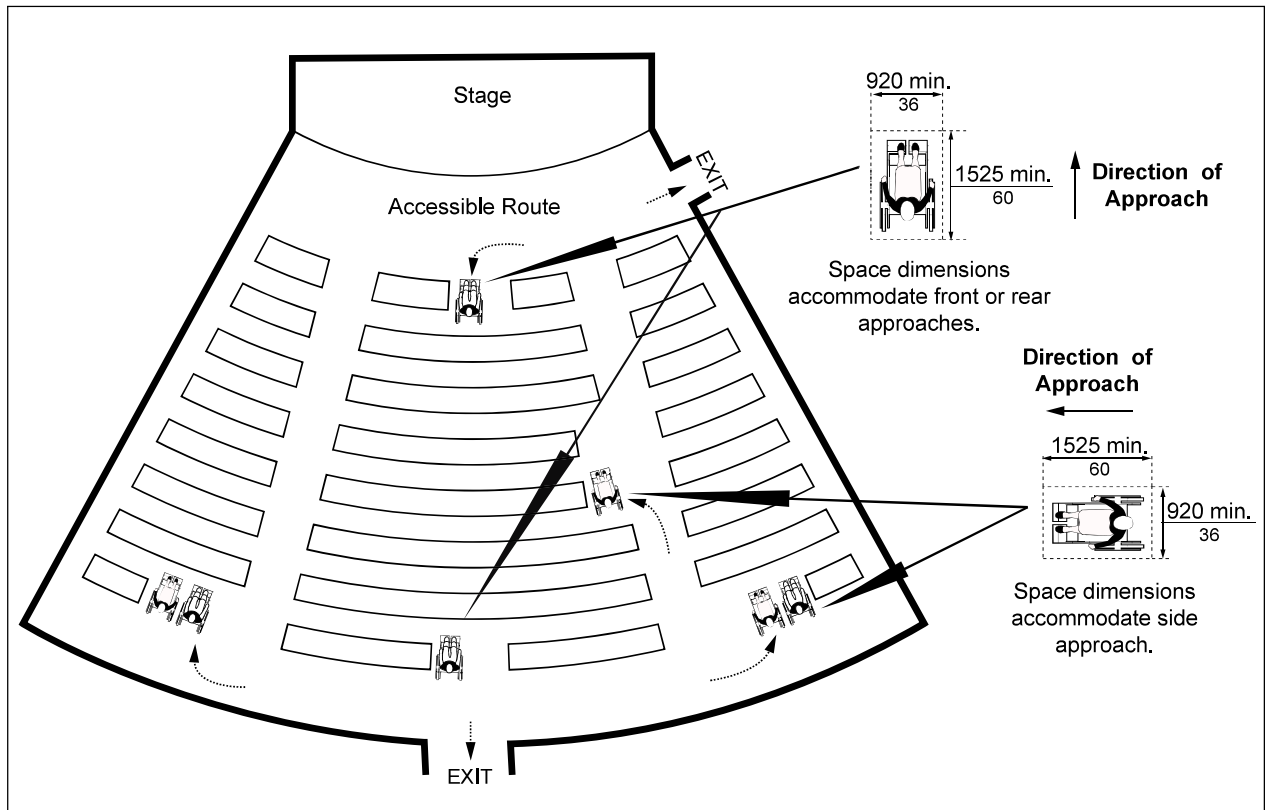 Stage
EXIT
Accessible Route
920 min.
36
1525 min.
60
Direction of
Approach
Space dimensions
accommodate front or rear
approaches.
Direction of
Approach
1525 min.
60
920 min.
36
Space dimensions
accommodate side
approach.
EXIT